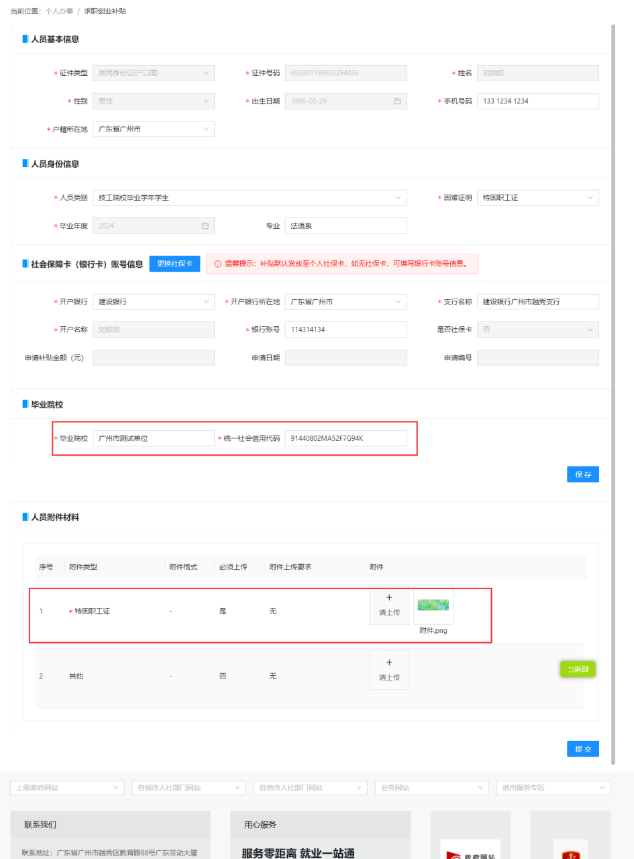 当前位置：个人办事 / 求职创业补贴
人员基本信息
* 证件类型 居民身份证(户口簿) * 证件号码 652901199603294036 * 姓名
* 性别 男性 * 出生日期 1996-03-29 * 手机号码 133 1234 1234
* 户籍所在地 广东省广州市
人员身份信息
* 人员类别 技工院校毕业学年学生 * 困难证明 特困职工证
* 毕业年度 2024 专业 法语系
社会保障卡（银行卡）账号信息 更换社保卡 温馨提示：补贴默认发放至个人社保卡，如无社保卡，可填写银行卡账号信息。
* 开户银行 建设银行 * 开户银行所在地 广东省广州市 * 支行名称 建设银行广州市越秀支行
* 开户名称 * 银行账号 114314134 是否社保卡 否
申请补贴金额（元） 申请日期 申请编号
毕业院校
* 毕业院校 广州市测试单位 * 统一社会信用代码 91440802MA52F7G94K
保存
人员附件材料
序号 附件类型 附件格式 必须上传 附件上传要求 附件
1 * 特困职工证 - 是 无 + 请上传
附件.png
2 其他 - 否 无 + 请上传
返回
提交
上级政府网站 各省市人社部门网站 各地市人社部门网站 业务网站 地市服务专区
联系我们 用心服务
联系地址：广东省广州市越秀区教育路88号广东劳动大厦 服务零距离 就业一站通
政府网站